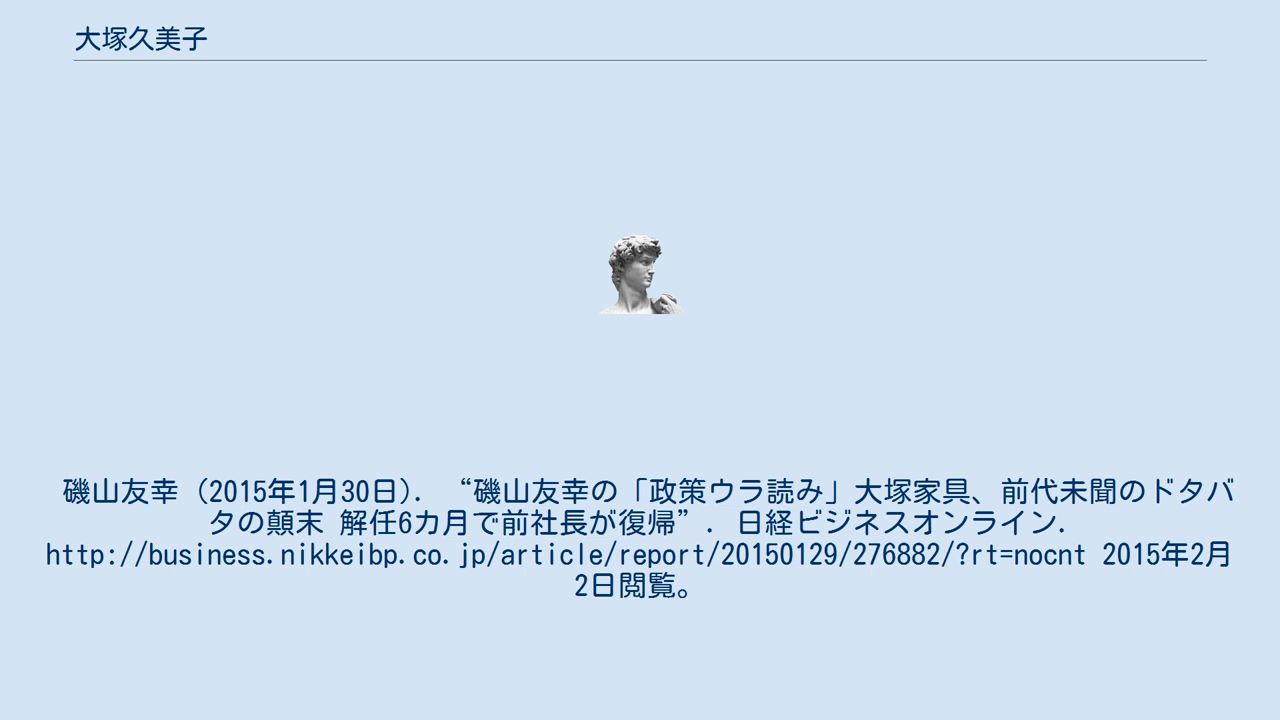 大塚久美子
磯山友幸 (2015年1月30日). “磯山友幸の「政策ウラ読み」大塚家具、前代未聞のドタバ
タの顛末 解任6カ月で前社長が復帰”. 日経ビジネスオンライン.
http://business.nikkeibp.co.jp/article/report/20150129/276882/?rt=nocnt 2015年2月
2日閲覧。